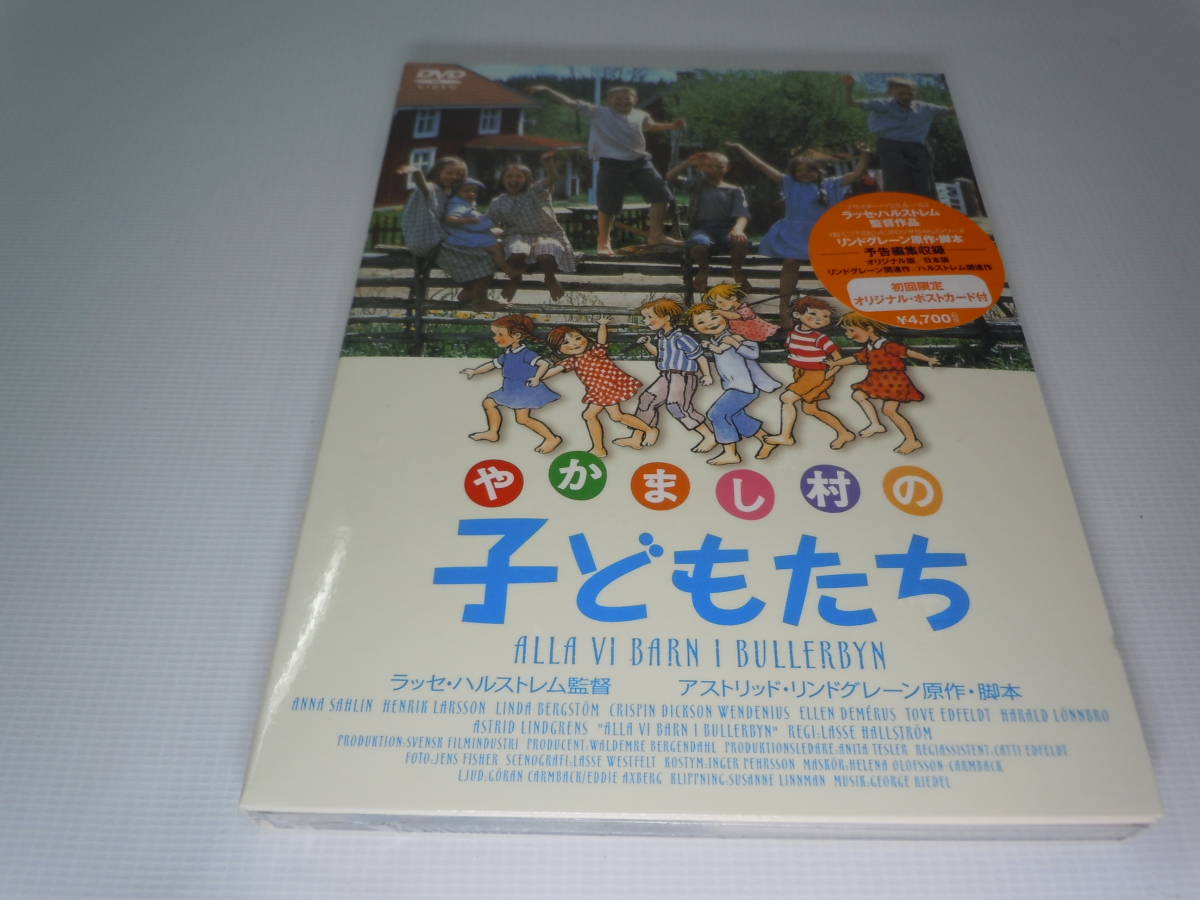 DVD
VIDEO
ラッセ・ハルストレム
監督作品
リンドグレーン原作・脚本
予告編集収録
オリジナル版/日本版
リンドグレーン関連作/ハルストレム関連作
初回限定
オリジナル・ポストカード付
¥4,700
やかまし村の
子どもたち
ALLA VI BARN I BULLERBYN
ラッセ・ハルストレム監督 アストリッド・リンドグレーン原作・脚本
ANNA SAHLIN HENRIK LARSSON LINDA BERGSTÖM CRISPIN DICKSON WENDENIUS ELLEN DEMÉRUS TOVE EDFELDT HARALD LÖNNBRO
ASTRID LINDGRENS "ALLA VI BARN I BULLERBYN" REGI:LASSE HALLSTRÖM
PRODUKTION:SVENSK FILMINDUSTRI PRODUCENT:WALDEMRE BERGENDAHL PRODUKTIONSLEDARE:ANITA TESLER REGIASSISTENT:CATTI EDFELDT
FOTO:JENS FISHER SCENOGRAFI:LASSE WESTFELT KOSTYM:INGER PEHRSSON MASKÖR:HELENA OLOFSSON-CARMBACK
LJUD:GÖRAN CARMBACK/EDDIE AXBERG KLIPPNING:SUSANNE LINNMAN MUSIK:GEORGE RIEDEL